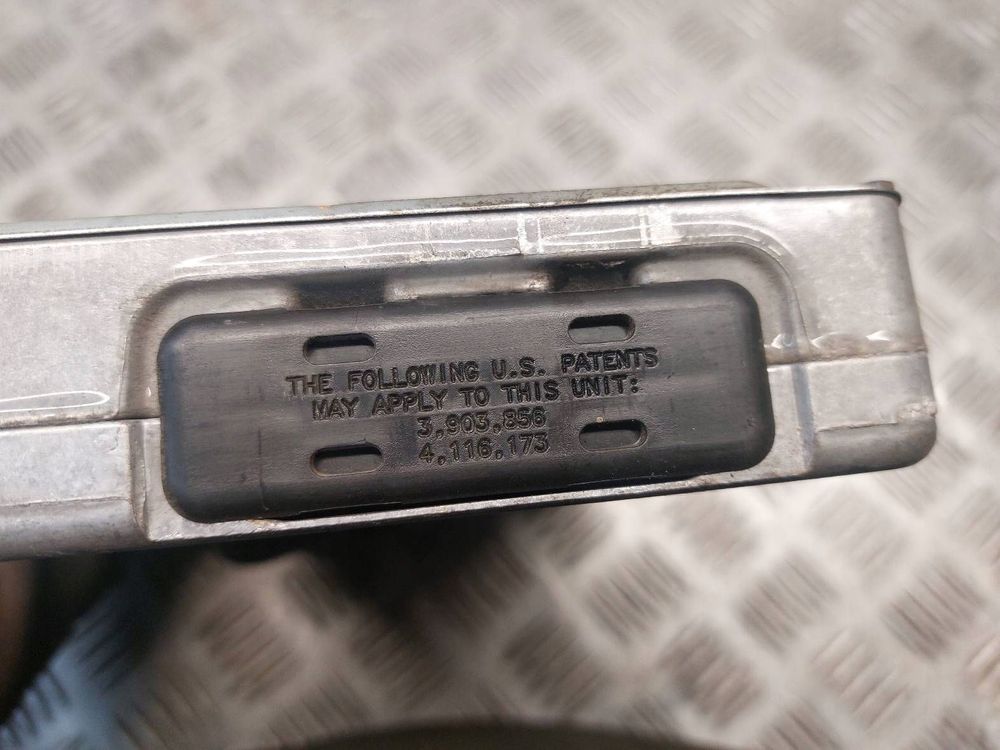 THE FOLLOWING U.S. PATENTS
MAY APPLY TO THIS UNIT:
3,903,856
4,116,173